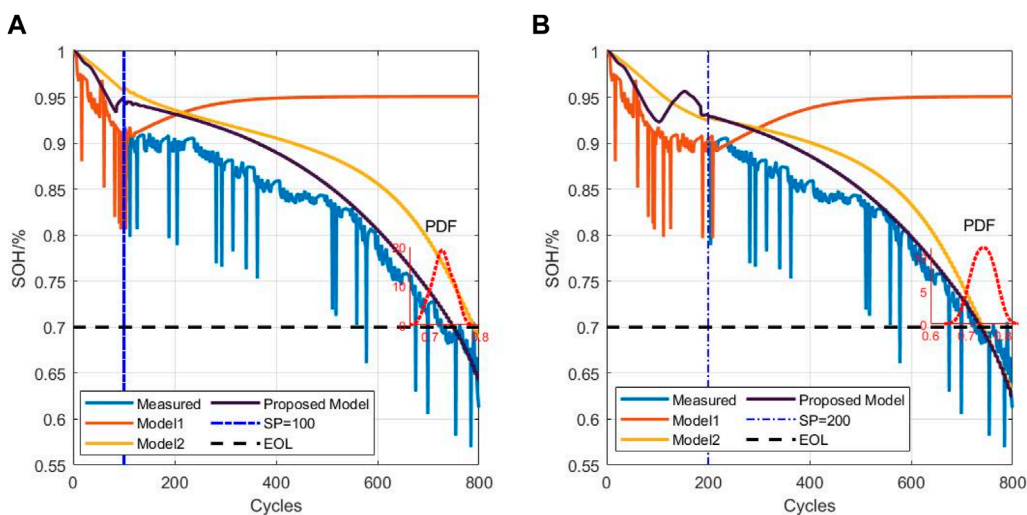 A
B
1
0.95
0.9
0.85
0.8
0.75
0.7
0.65
0.6
0.55
SOH/%
0
200
400
600
800
Cycles
PDF
20
10
0
0.7
0.8
Measured
Model1
Model2
Proposed Model
SP=100
EOL
1
0.95
0.9
0.85
0.8
0.75
0.7
0.65
0.6
0.55
SOH/%
0
200
400
600
800
Cycles
PDF
5
0
0.6
0.7
0.8
Measured
Model1
Model2
Proposed Model
SP=200
EOL